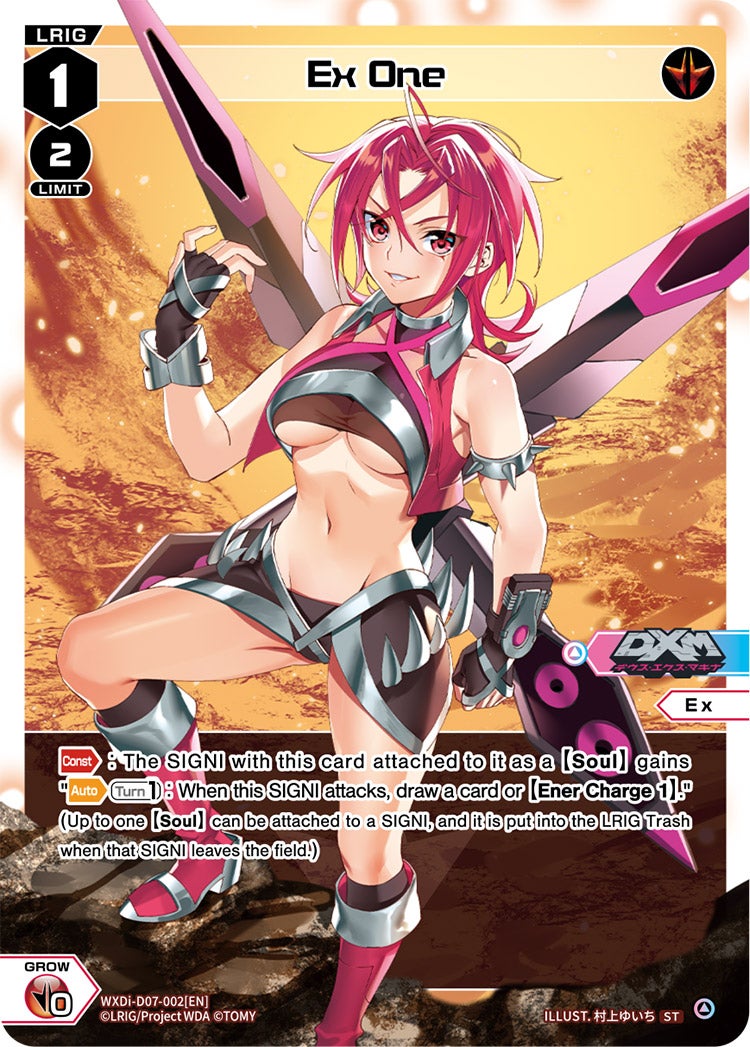 LRIG
1
Ex One
2
LIMIT
DXM
デウス・エクス・マキナ
Ex
Const : The SIGNI with this card attached to it as a 【Soul】 gains
"Auto Turn 1 : When this SIGNI attacks, draw a card or 【Ener Charge 1】."
(Up to one 【Soul】 can be attached to a SIGNI, and it is put into the LRIG Trash
when that SIGNI leaves the field.)
GROW
0
WXDi-D07-002[EN]
©LRIG/Project WDA ©TOMY
ILLUST. 村上ゆいち ST